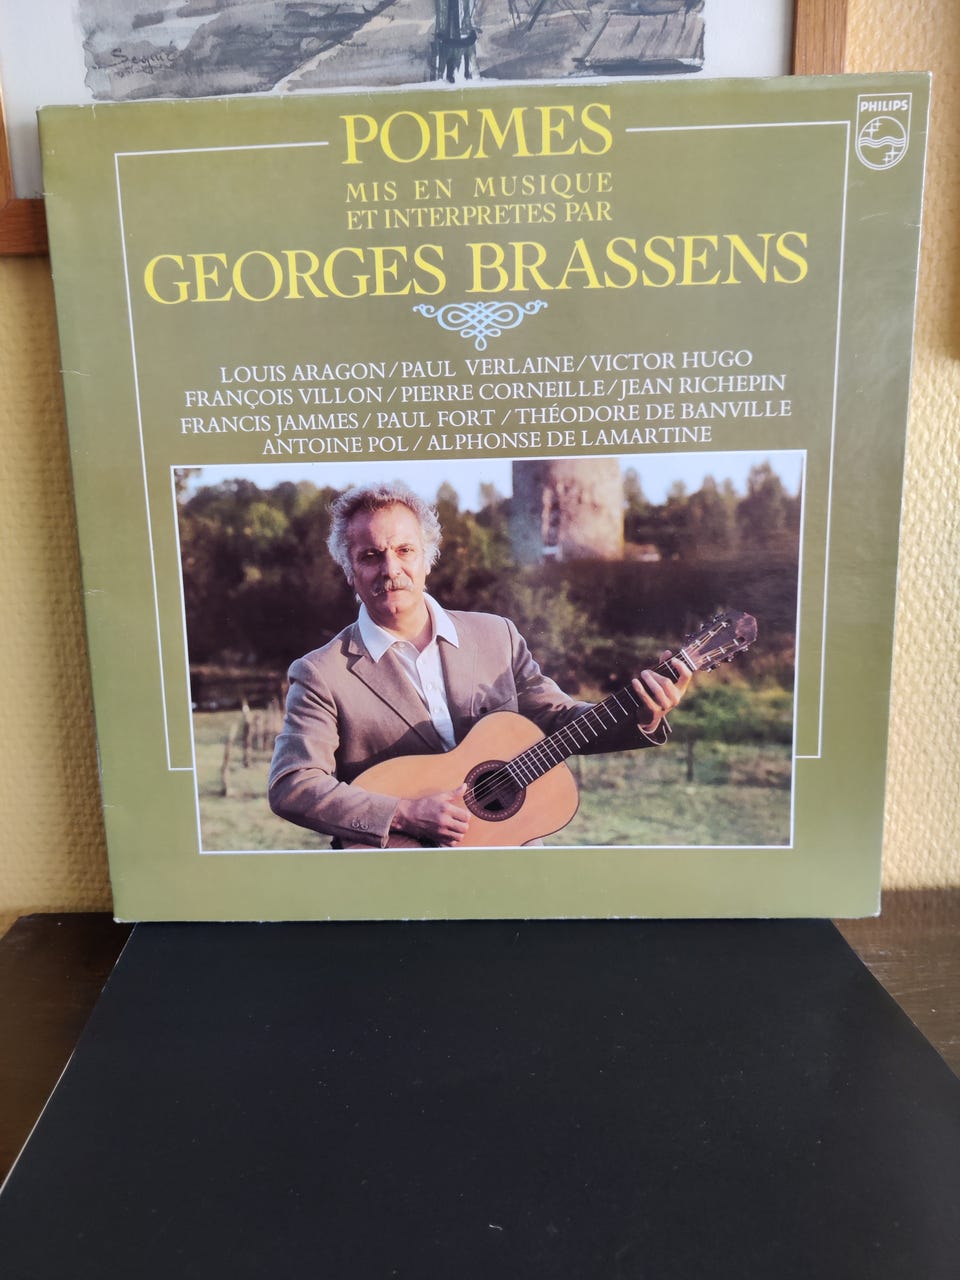 Seguic
POEMES
PHILIPS
MIS EN MUSIQUE
ET INTERPRETES PAR
GEORGES BRASSENS
LOUIS ARAGON/PAUL VERLAINE/VICTOR HUGO
FRANÇOIS VILLON/PIERRE CORNEILLE/JEAN RICHEPIN
FRANCIS JAMMES/PAUL FORT/THÉODORE DE BANVILLE
ANTOINE POL/ALPHONSE DE LAMARTINE